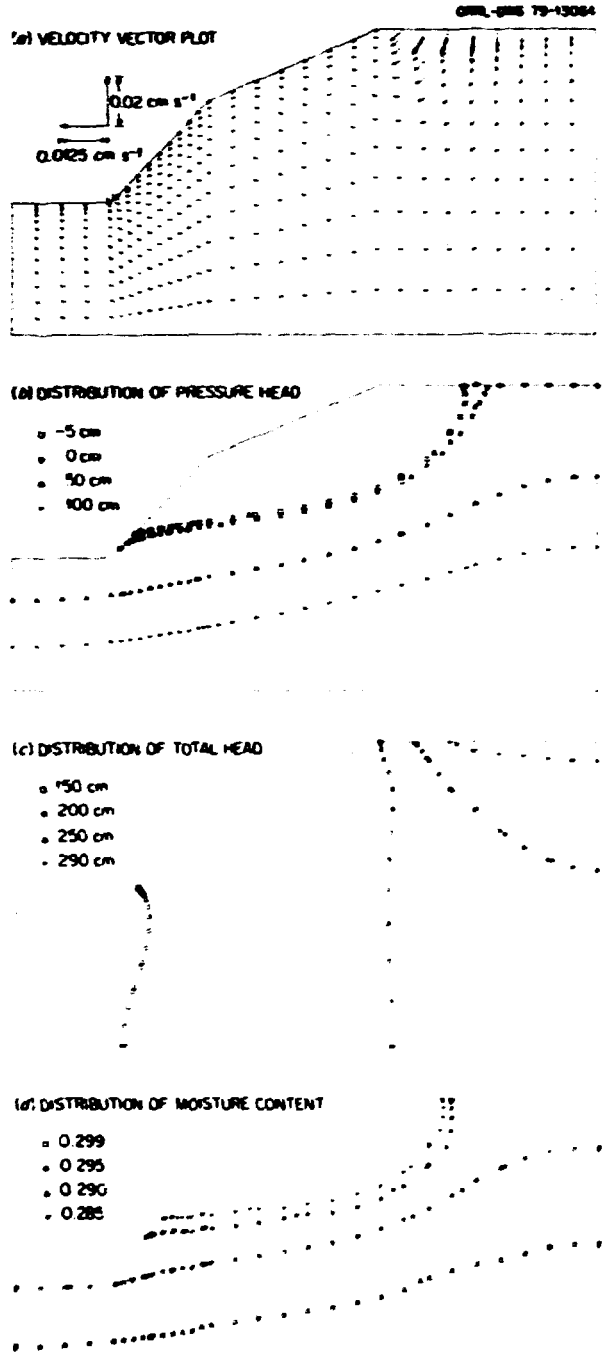 ORNL-DWG 79-13064
(a) VELOCITY VECTOR PLOT
0.02 cm s⁻¹
0.0125 cm s⁻¹
(b) DISTRIBUTION OF PRESSURE HEAD
-5 cm
0 cm
50 cm
100 cm
(c) DISTRIBUTION OF TOTAL HEAD
150 cm
200 cm
250 cm
290 cm
(d) DISTRIBUTION OF MOISTURE CONTENT
0.299
0.295
0.290
0.285